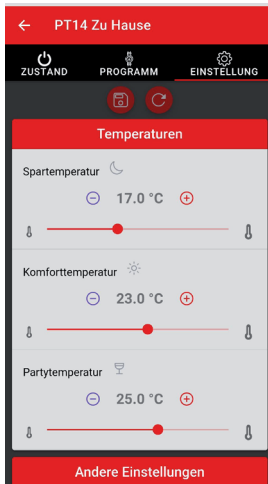 PT14 Zu Hause
ZUSTAND PROGRAMM EINSTELLUNG
Temperaturen
Spartemperatur
17.0 °C
Komforttemperatur
23.0 °C
Partytemperatur
25.0 °C
Andere Einstellungen